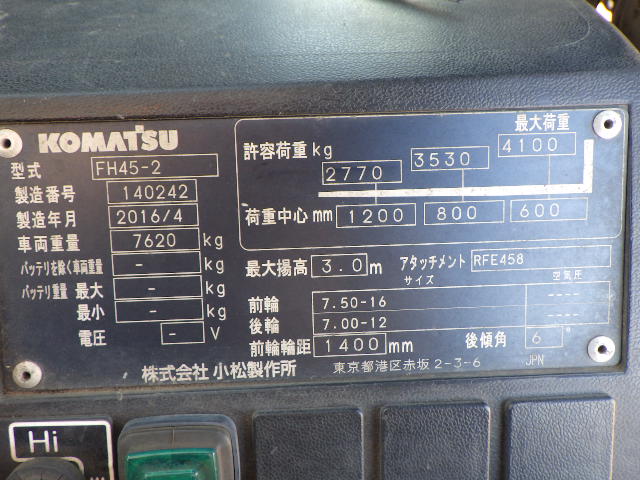 KOMATSU
型式 FH45-2
製造番号 140242
製造年月 2016/4
車両重量 7620 kg
バッテリを除く車両重量 - kg
バッテリ重量 最大 - kg
最小 - kg
電圧 - V
最大荷重
許容荷重 kg 2770 3530 4100
荷重中心 mm 1200 800 600
最大揚高 3.0 m アタッチメント RFE458
サイズ 空気圧
前輪 7.50-16 ----
後輪 7.00-12 ----
前輪輪距 1400 mm 後傾角 6°
株式会社 小松製作所 東京都港区赤坂 2-3-6 JPN
Hi